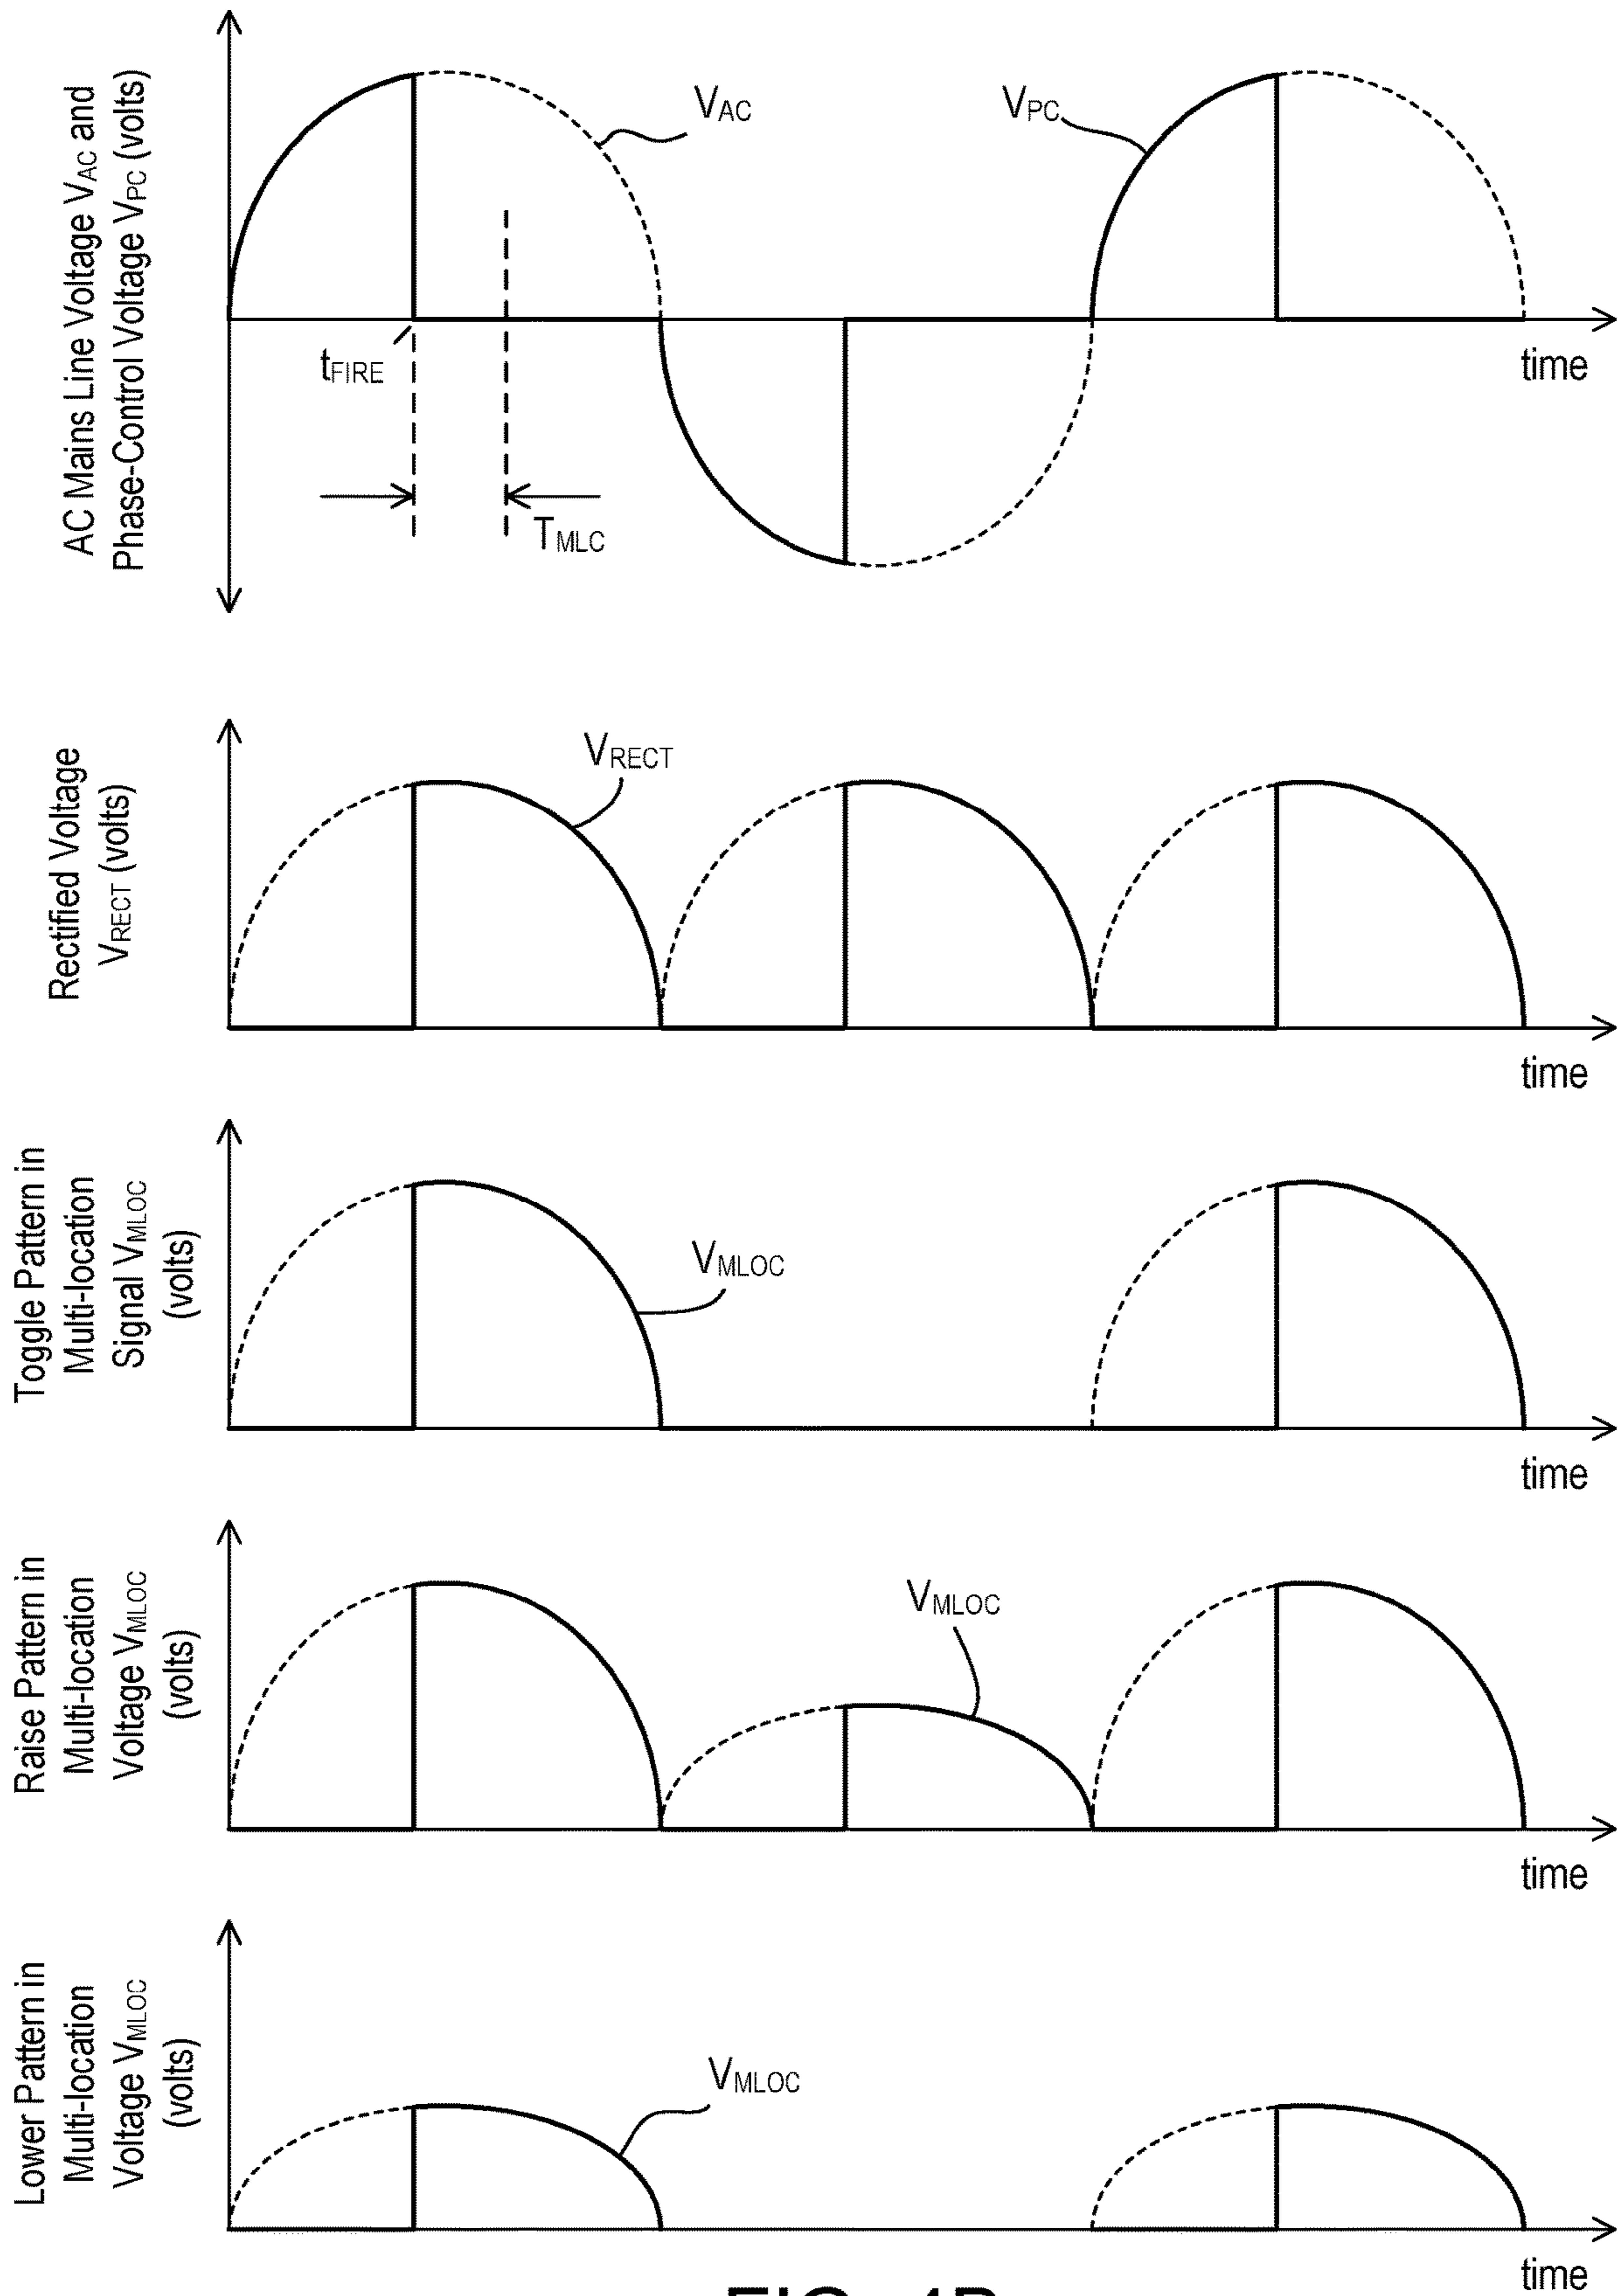 AC Mains Line Voltage VAC and
Phase-Control Voltage VPC (volts)
VAC
VPC
tFIRE
TMLC
time
Rectified Voltage
VRECT (volts)
VRECT
time
Toggle Pattern in
Multi-location
Signal VMLOC
(volts)
VMLOC
time
Raise Pattern in
Multi-location
Voltage VMLOC
(volts)
VMLOC
time
Lower Pattern in
Multi-location
Voltage VMLOC
(volts)
VMLOC
time